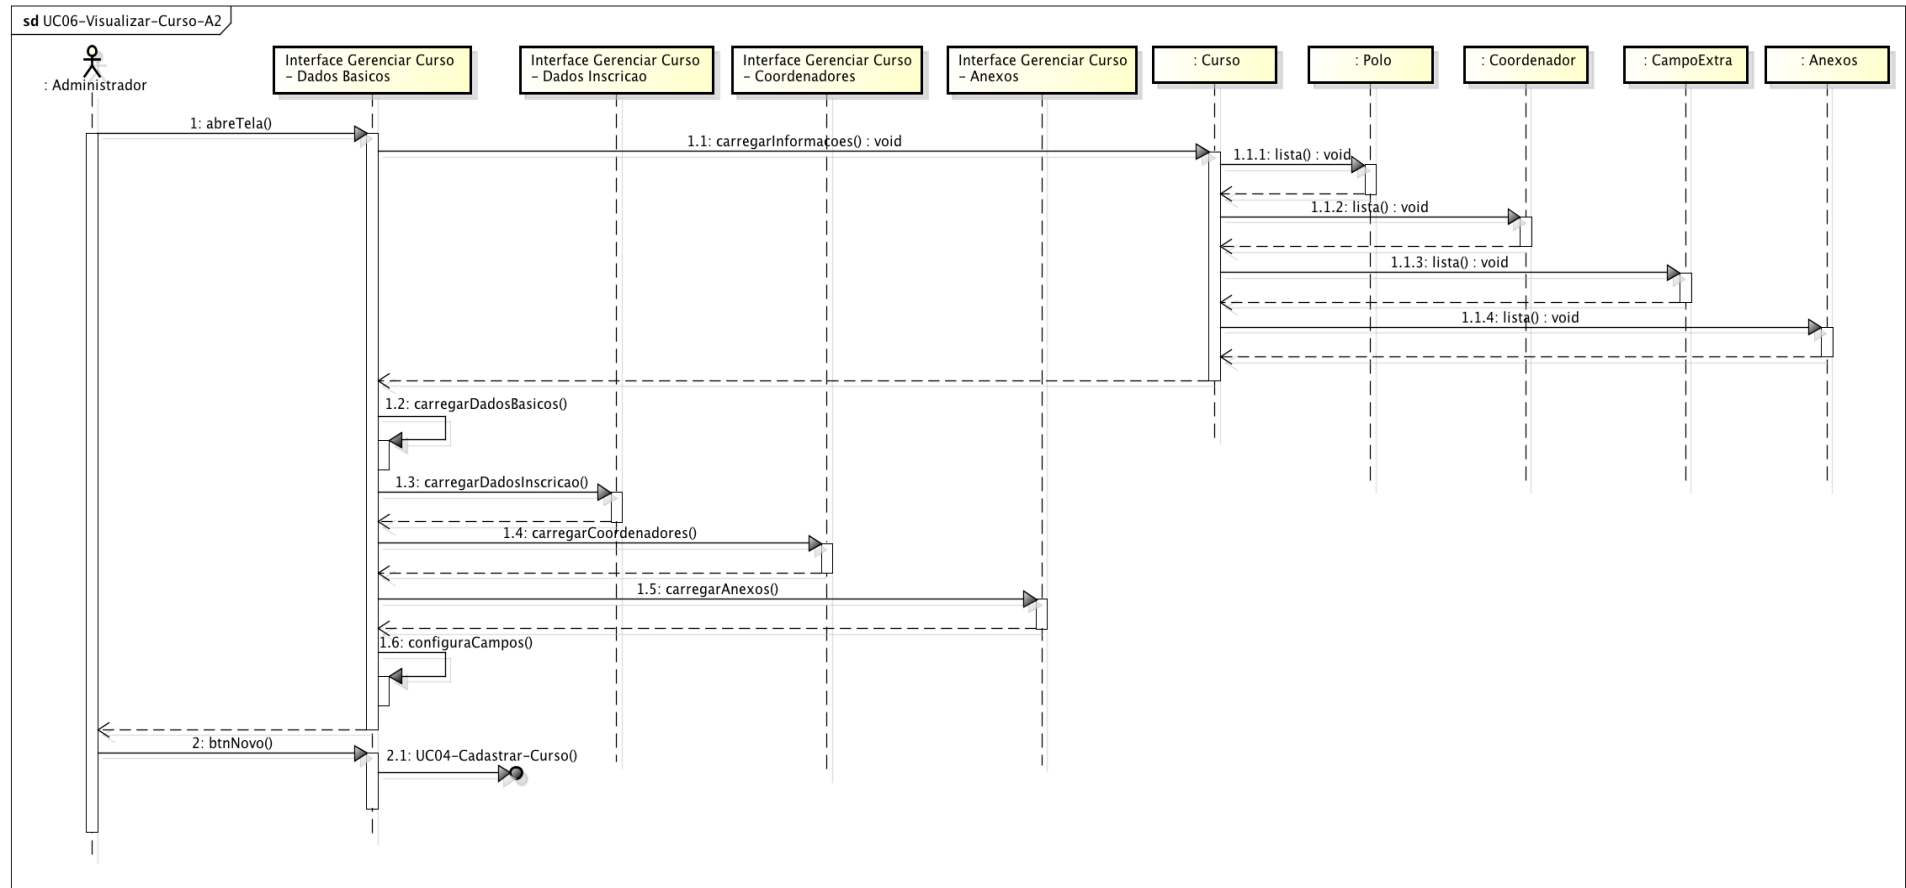 sd UC06-Visualizar-Curso-A2
: Administrador
Interface Gerenciar Curso
- Dados Basicos
Interface Gerenciar Curso
- Dados Inscricao
Interface Gerenciar Curso
- Coordenadores
Interface Gerenciar Curso
- Anexos
: Curso
: Polo
: Coordenador
: CampoExtra
: Anexos
1: abreTela()
1.1: carregarInformacoes() : void
1.1.1: lista() : void
1.1.2: lista() : void
1.1.3: lista() : void
1.1.4: lista() : void
1.2: carregarDadosBasicos()
1.3: carregarDadosInscricao()
1.4: carregarCoordenadores()
1.5: carregarAnexos()
1.6: configuraCampos()
2: btnNovo()
2.1: UC04-Cadastrar-Curso()